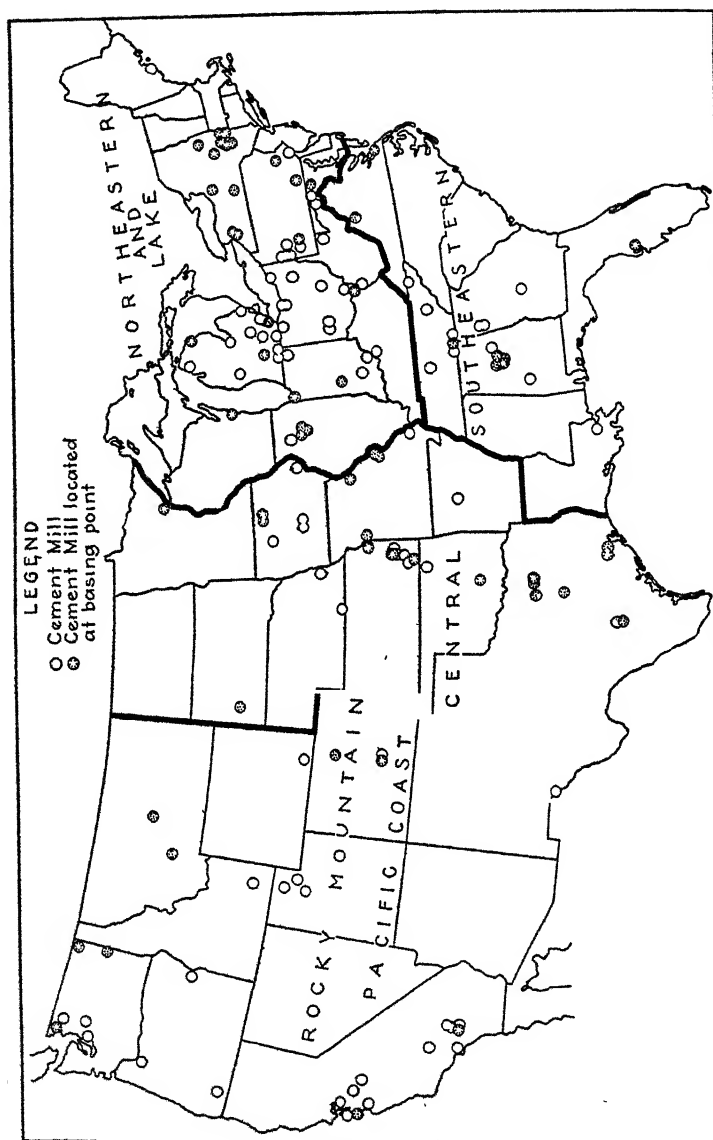 LEGEND
Cement Mill
Cement Mill located
at basing point
NORTHEASTERN
AND
LAKE
SOUTHEASTERN
CENTRAL
ROCKY MOUNTAIN
PACIFIC COAST